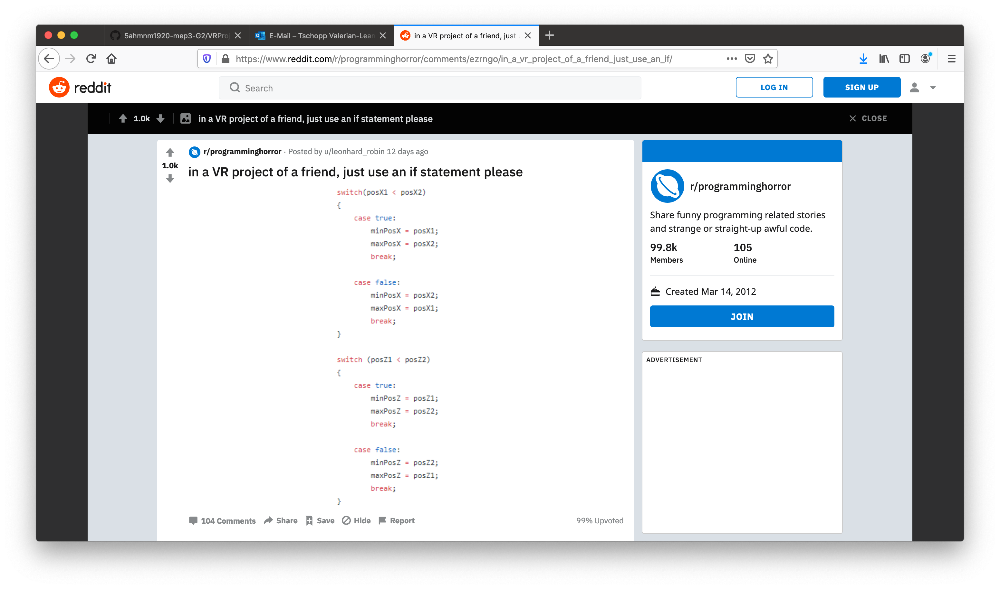 5ahmnm1920-mep3-G2/VRProj
E-Mail – Tschopp Valerian-Lean
in a VR project of a friend, just u
https://www.reddit.com/r/programminghorror/comments/ezrngo/in_a_vr_project_of_a_friend_just_use_an_if/
reddit
Search
LOG IN
SIGN UP
1.0k
in a VR project of a friend, just use an if statement please
CLOSE
r/programminghorror · Posted by u/leonhard_robin 12 days ago
1.0k
in a VR project of a friend, just use an if statement please
switch(posX1 < posX2)
{
case true:
minPosX = posX1;
maxPosX = posX2;
break;
case false:
minPosX = posX2;
maxPosX = posX1;
break;
}
switch (posZ1 < posZ2)
{
case true:
minPosZ = posZ1;
maxPosZ = posZ2;
break;
case false:
minPosZ = posZ2;
maxPosZ = posZ1;
break;
}
104 Comments Share Save Hide Report 99% Upvoted
r/programminghorror
Share funny programming related stories
and strange or straight-up awful code.
99.8k 105
Members Online
Created Mar 14, 2012
JOIN
ADVERTISEMENT